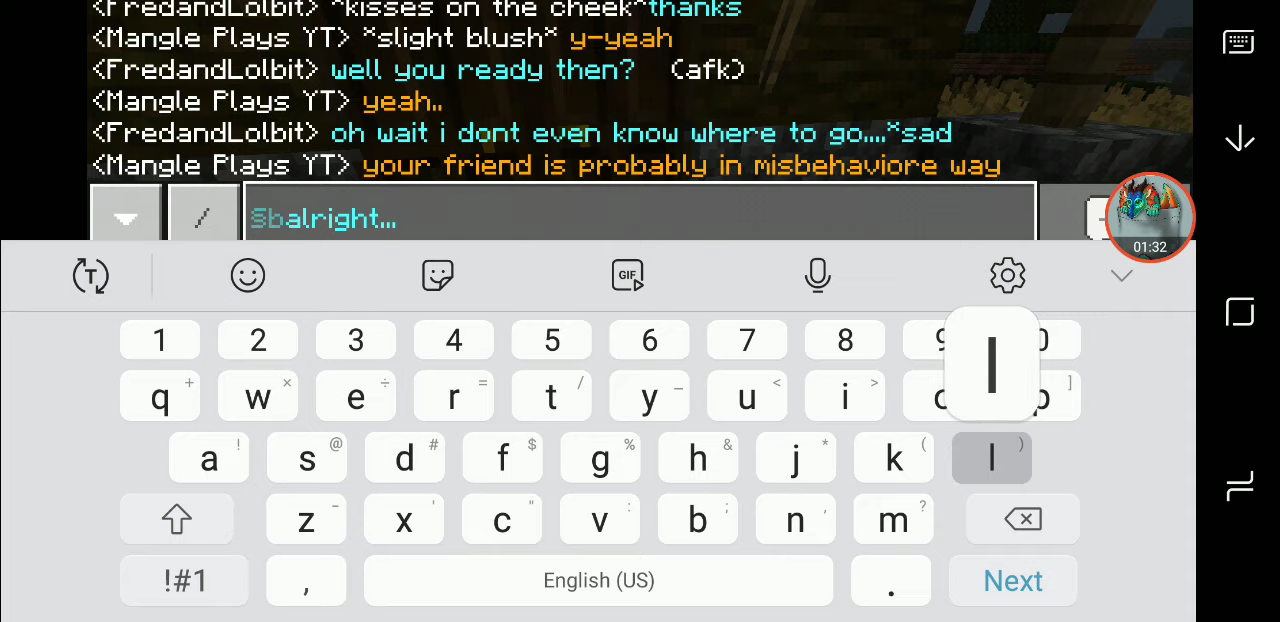 <FredandLolbit> *kisses on the cheek*thanks
<Mangle Plays YT> *slight blush* y-yeah
<FredandLolbit> well you ready then?  (afk)
<Mangle Plays YT> yeah..
<FredandLolbit> oh wait i dont even know where to go....*sad
<Mangle Plays YT> your friend is probably in misbehaviore way
/ §balright...
01:32
T GIF
1 2 3 4 5 6 7 8 9 0
q + w × e ÷ r = t / y _ u < i > o p ]
l
a ! s @ d # f $ g % h & j * k ( l )
z - x ' c " v : b ; n , m ?
!#1 , English (US) . Next